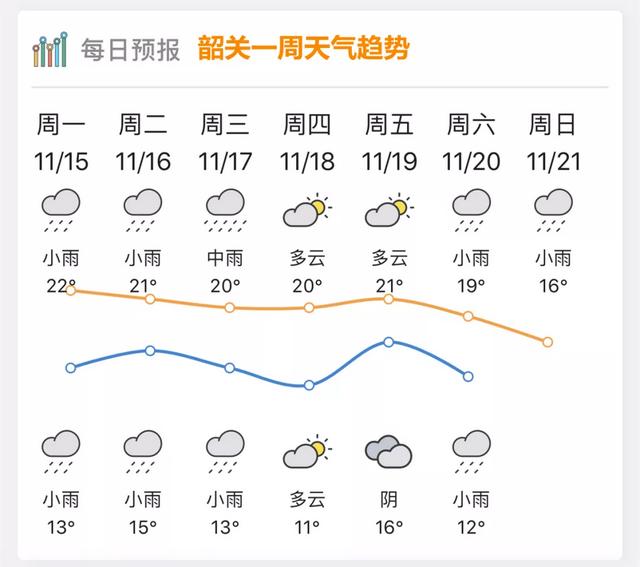 每日预报 韶关一周天气趋势
周一 周二 周三 周四 周五 周六 周日
11/15 11/16 11/17 11/18 11/19 11/20 11/21
小雨 小雨 中雨 多云 多云 小雨 小雨
22° 21° 20° 20° 21° 19° 16°
小雨 小雨 小雨 多云 阴 小雨
13° 15° 13° 11° 16° 12°